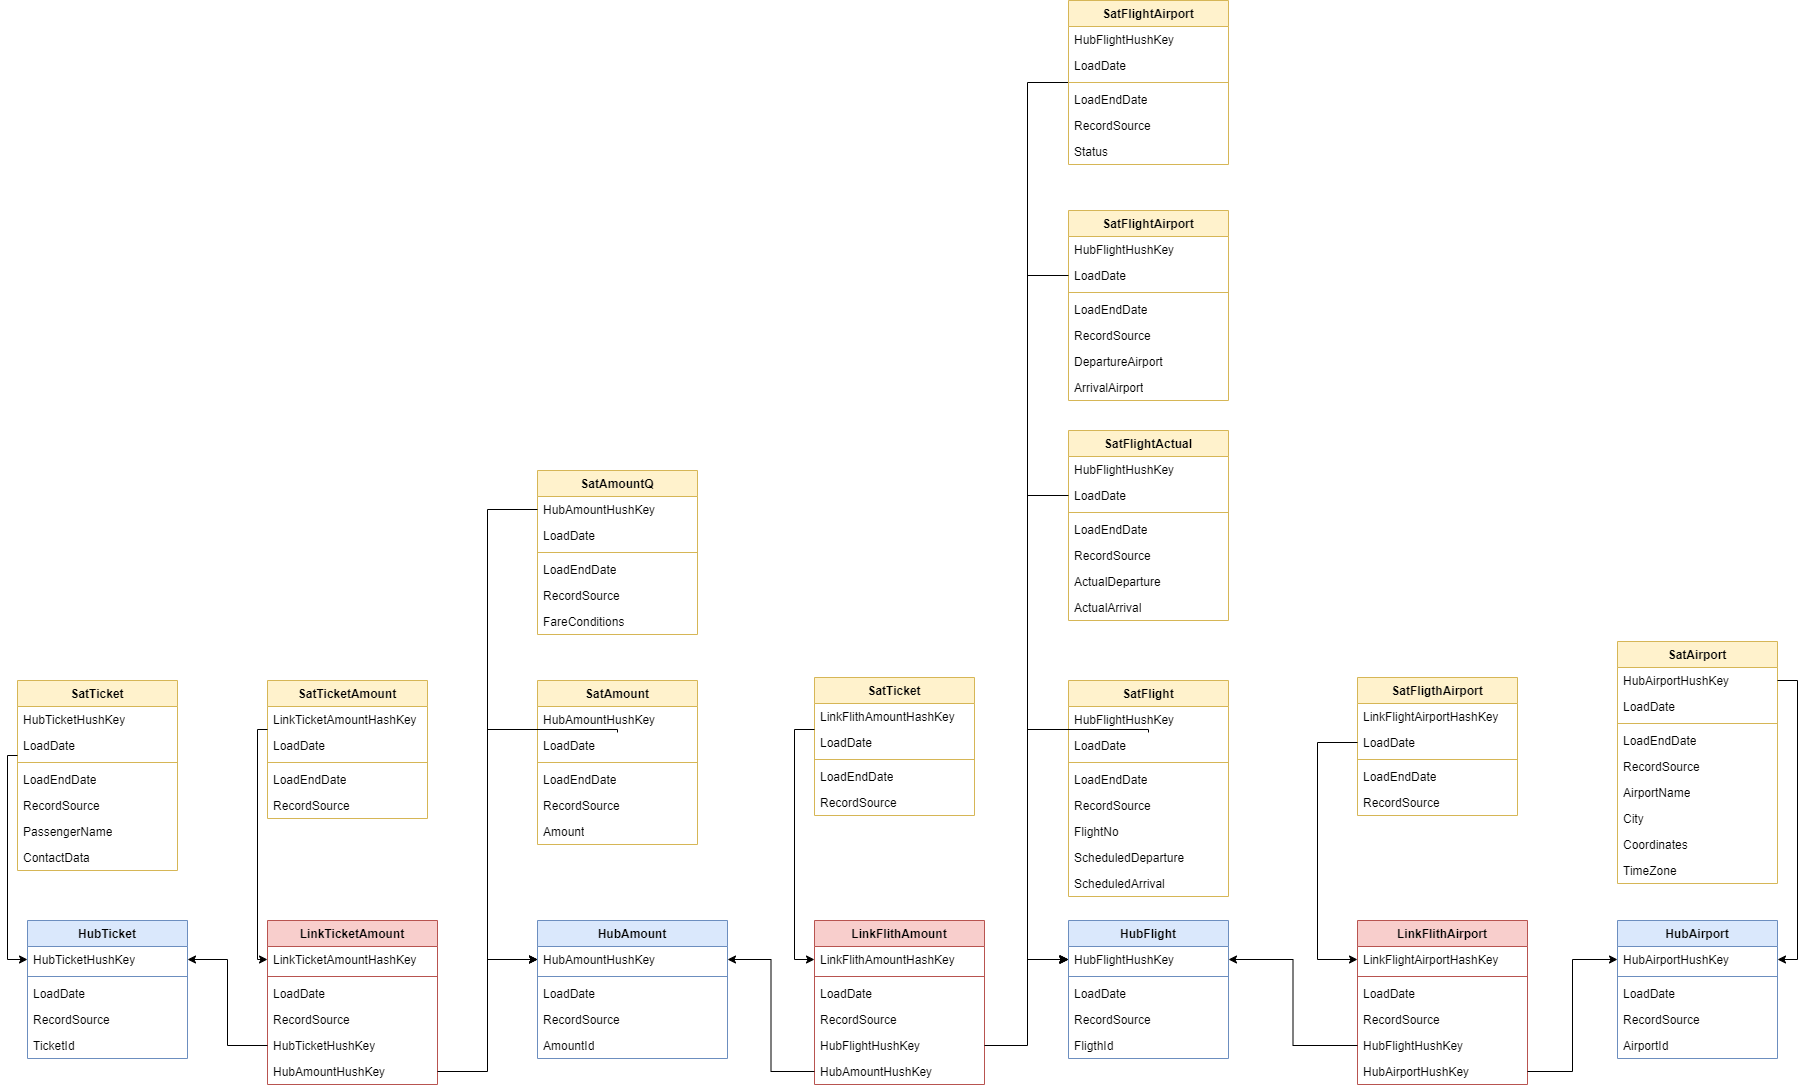 SatFlightAirport
HubFlightHushKey
LoadDate
LoadEndDate
RecordSource
Status
SatFlightAirport
HubFlightHushKey
LoadDate
LoadEndDate
RecordSource
DepartureAirport
ArrivalAirport
SatFlightActual
HubFlightHushKey
LoadDate
LoadEndDate
RecordSource
ActualDeparture
ActualArrival
SatAmountQ
HubAmountHushKey
LoadDate
LoadEndDate
RecordSource
FareConditions
SatTicket
HubTicketHushKey
LoadDate
LoadEndDate
RecordSource
PassengerName
ContactData
SatTicketAmount
LinkTicketAmountHashKey
LoadDate
LoadEndDate
RecordSource
SatAmount
HubAmountHushKey
LoadDate
LoadEndDate
RecordSource
Amount
SatTicket
LinkFlithAmountHashKey
LoadDate
LoadEndDate
RecordSource
SatFlight
HubFlightHushKey
LoadDate
LoadEndDate
RecordSource
FlightNo
ScheduledDeparture
ScheduledArrival
SatFligthAirport
LinkFlightAirportHashKey
LoadDate
LoadEndDate
RecordSource
SatAirport
HubAirportHushKey
LoadDate
LoadEndDate
RecordSource
AirportName
City
Coordinates
TimeZone
HubTicket
HubTicketHushKey
LoadDate
RecordSource
TicketId
LinkTicketAmount
LinkTicketAmountHashKey
LoadDate
RecordSource
HubTicketHushKey
HubAmountHushKey
HubAmount
HubAmountHushKey
LoadDate
RecordSource
AmountId
LinkFlithAmount
LinkFlithAmountHashKey
LoadDate
RecordSource
HubFlightHushKey
HubAmountHushKey
HubFlight
HubFlightHushKey
LoadDate
RecordSource
FligthId
LinkFlithAirport
LinkFlightAirportHashKey
LoadDate
RecordSource
HubFlightHushKey
HubAirportHushKey
HubAirport
HubAirportHushKey
LoadDate
RecordSource
AirportId